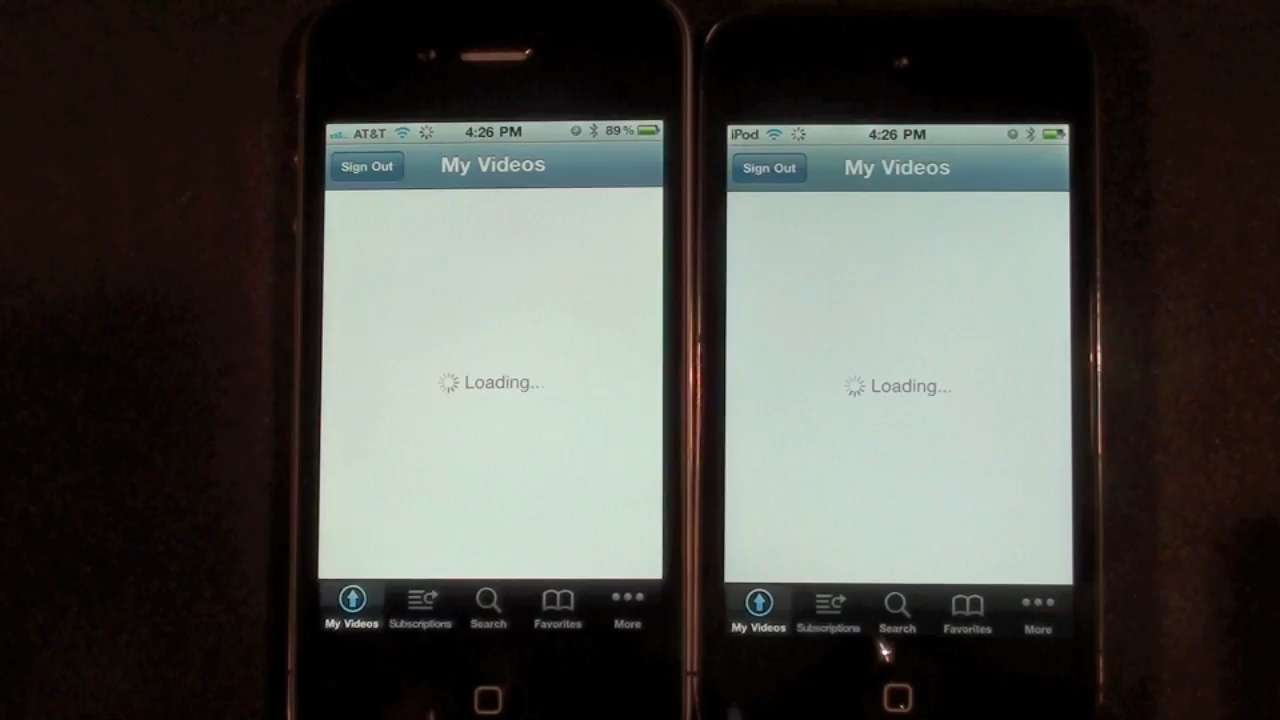 AT&T 4:26 PM 89%
Sign Out My Videos
Loading...
My Videos Subscriptions Search Favorites More
iPod 4:26 PM
Sign Out My Videos
Loading...
My Videos Subscriptions Search Favorites More